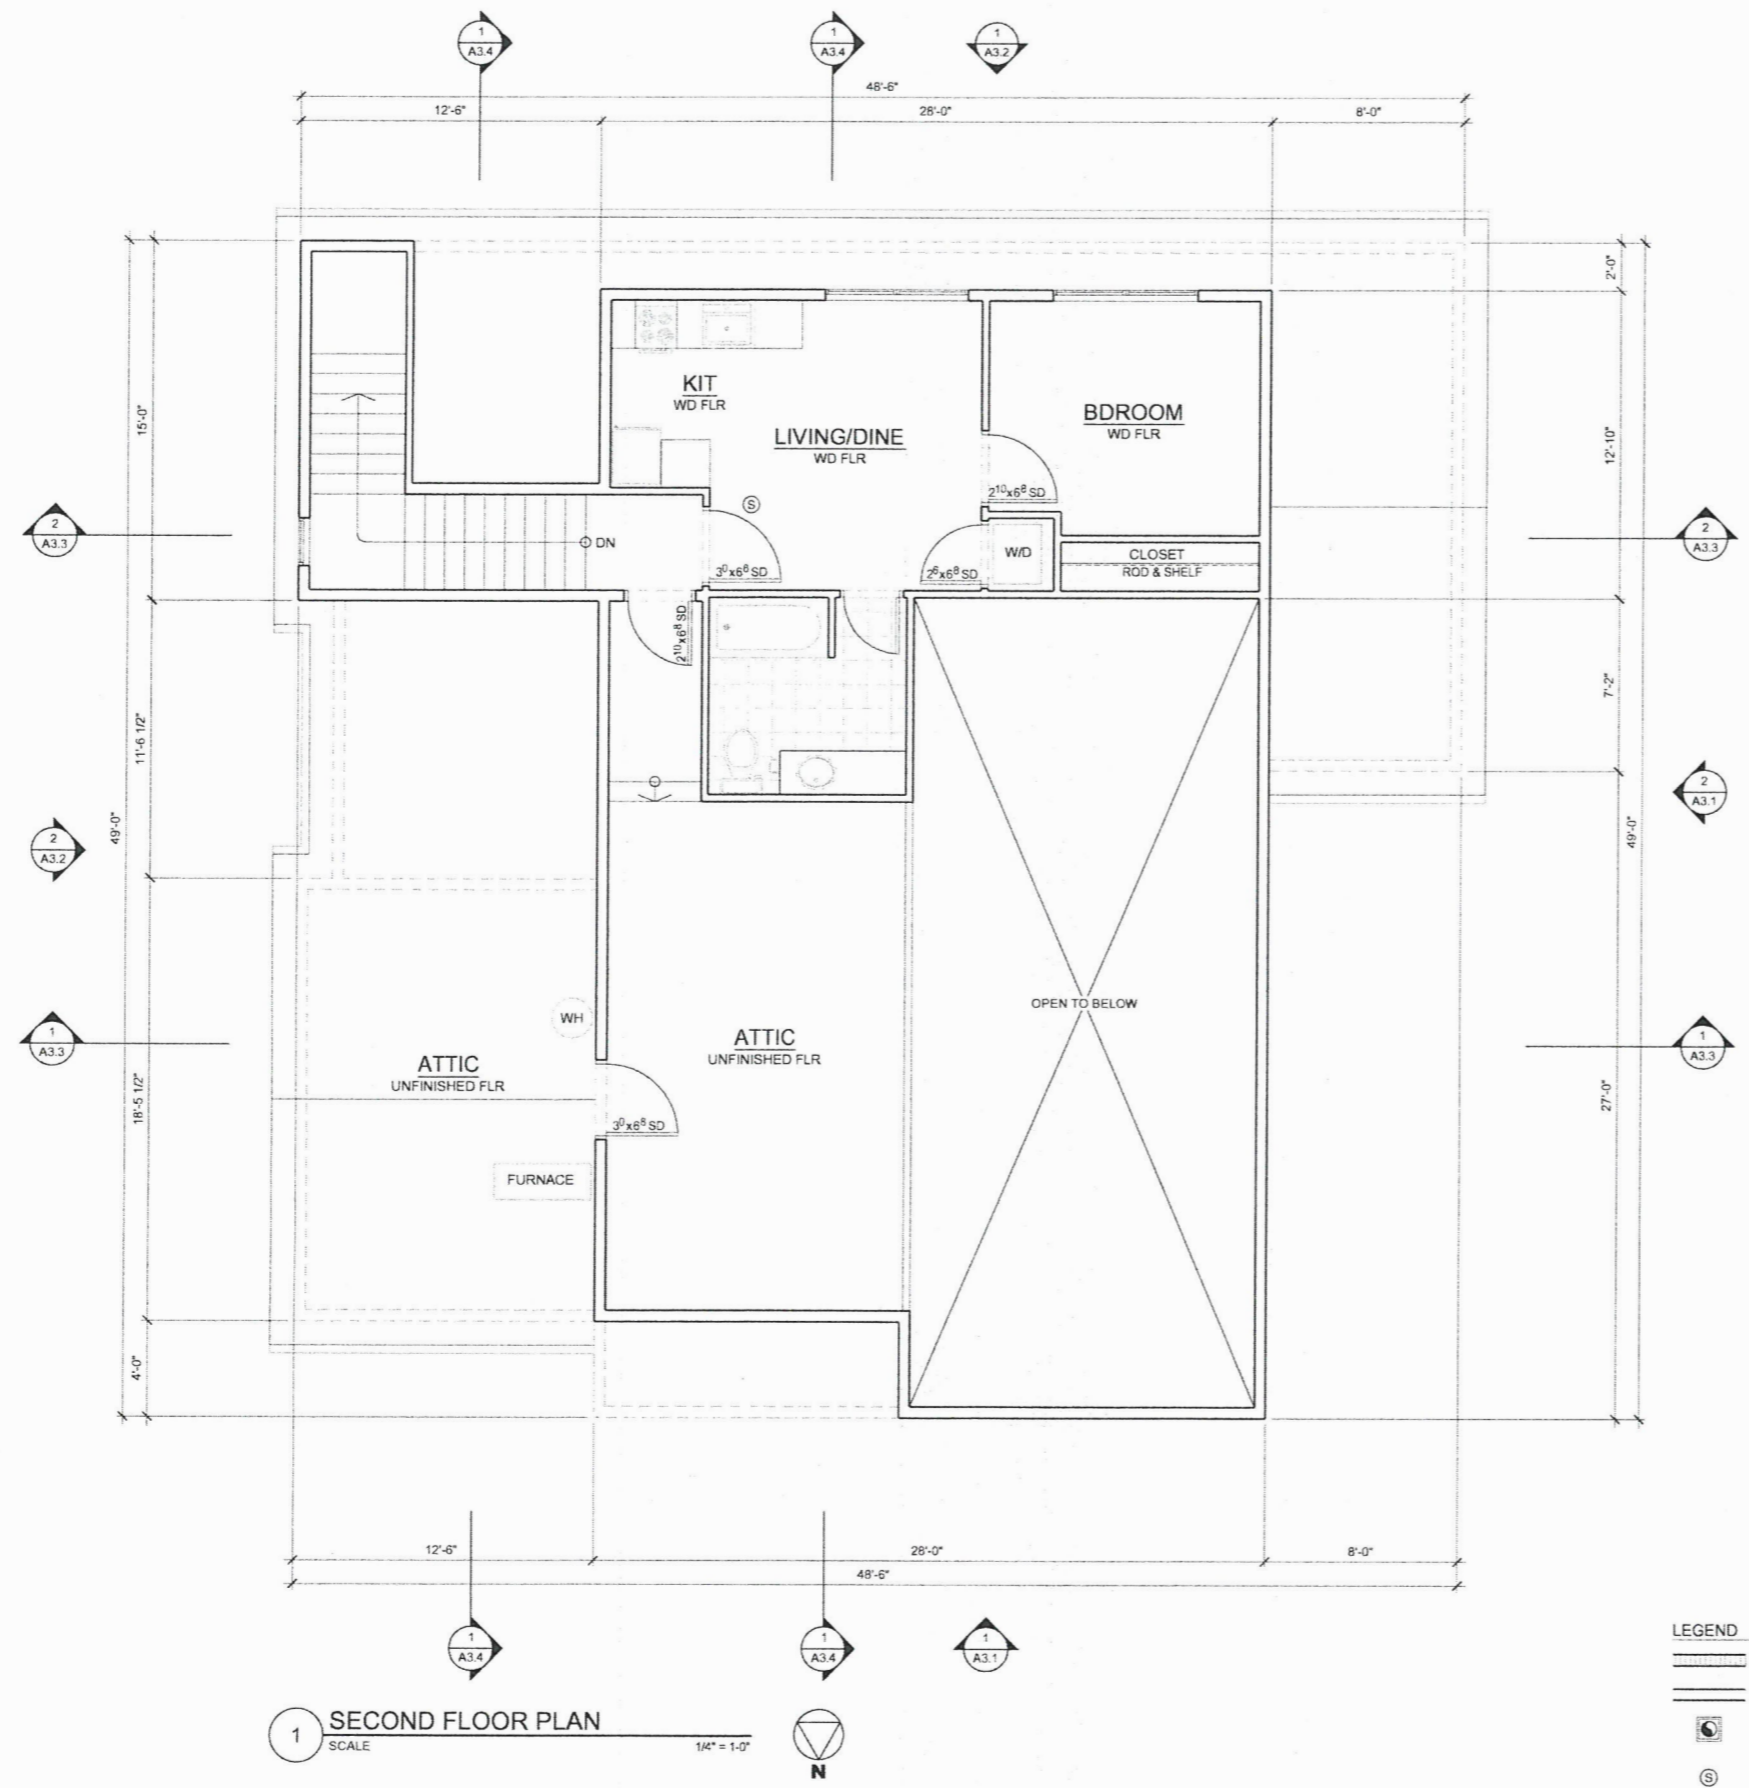 1
A3.4
1
A3.4
1
A3.2
48'-6"
12'-6"
28'-0"
8'-0"
2'-0"
15'-0"
KIT
WD FLR
LIVING/DINE
WD FLR
BDROOM
WD FLR
12'-10"
2¹⁰x6⁸ SD
S
2
A3.3
DN
W/D
CLOSET
ROD & SHELF
2
A3.3
3⁰x6⁸ SD
2⁶x6⁸ SD
2¹⁰x6⁸ SD
7'-2"
11'-6 1/2"
2
A3.1
49'-0"
49'-0"
2
A3.2
OPEN TO BELOW
WH
ATTIC
UNFINISHED FLR
ATTIC
UNFINISHED FLR
1
A3.3
1
A3.3
18'-5 1/2"
27'-0"
3⁰x6⁸ SD
FURNACE
4'-0"
12'-6"
28'-0"
8'-0"
48'-6"
1
A3.4
1
A3.4
1
A3.1
LEGEND
1
SECOND FLOOR PLAN
SCALE
1/4" = 1-0"
N
S